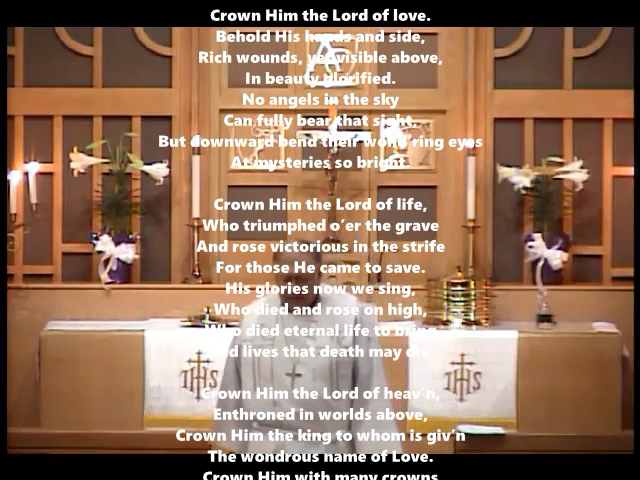 Crown Him the Lord of love.
Behold His hands and side,
Rich wounds, yet visible above,
In beauty glorified.
No angels in the sky
Can fully bear that sight,
But downward bend their wond'ring eyes
At mysteries so bright.
Crown Him the Lord of life,
Who triumphed o'er the grave
And rose victorious in the strife
For those He came to save.
His glories now we sing,
Who died and rose on high,
Who died eternal life to bring
And lives that death may die.
Crown Him the Lord of heav'n,
Enthroned in worlds above,
Crown Him the king to whom is giv'n
The wondrous name of Love.
Crown Him with many crowns
IHS
IHS